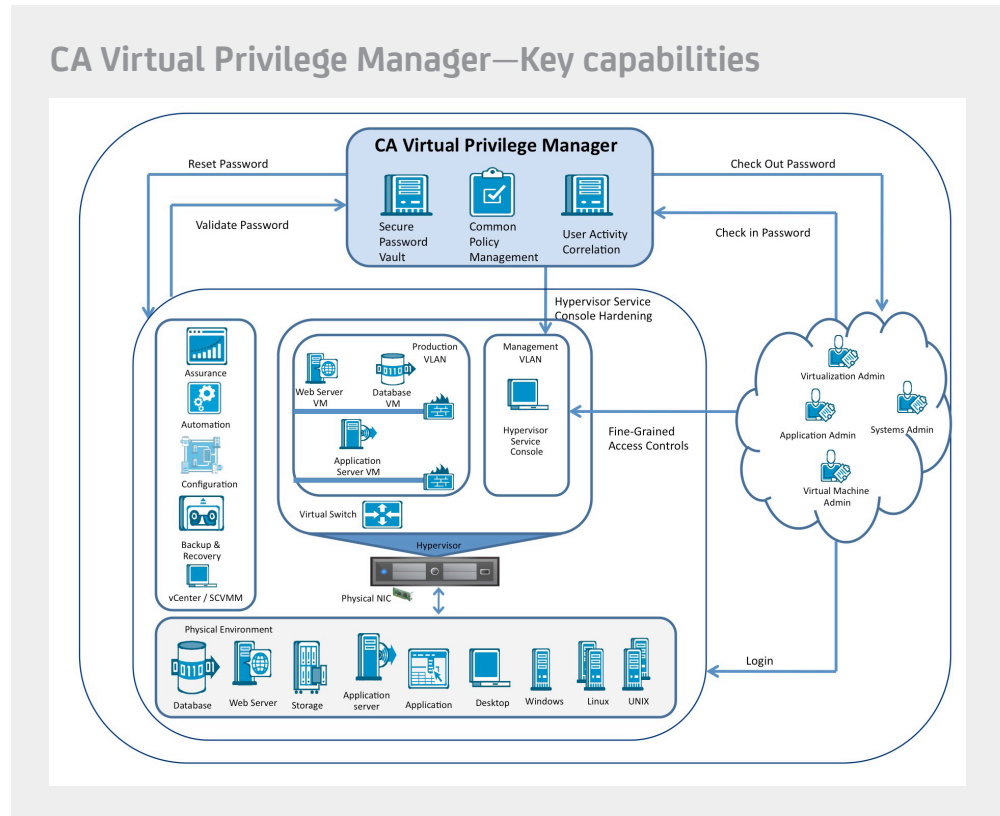 CA Virtual Privilege Manager—Key capabilities
CA Virtual Privilege Manager
Secure
Password
Vault
Common
Policy
Management
User Activity
Correlation
Reset Password
Validate Password
Check Out Password
Check in Password
Hypervisor Service
Console Hardening
Assurance
Automation
Configuration
Backup &
Recovery
vCenter / SCVMM
Production
VLAN
Web Server
VM
Database
VM
Application
Server VM
Management
VLAN
Hypervisor
Service
Console
Virtual Switch
Hypervisor
Physical NIC
Fine-Grained
Access Controls
Virtualization Admin
Application Admin
Systems Admin
Virtual Machine
Admin
Login
Physical Environment
Database
Web Server
Storage
Application
server
Application
Desktop
Windows
Linux
UNIX